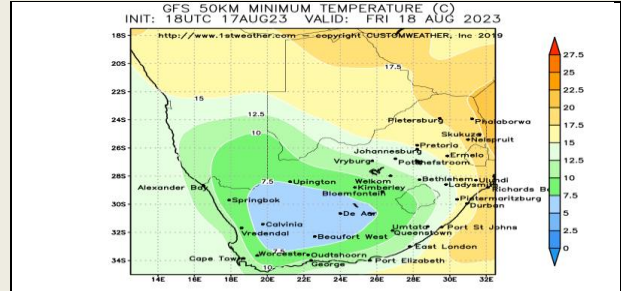 GFS 50KM MINIMUM TEMPERATURE (C)
INIT: 18UTC 17AUG23 VALID: FRI 18 AUG 2023
http://www.1stweather.com – copyright CUSTOMWEATHER, Inc 2019
18S
20S
22S
24S
26S
28S
30S
32S
34S
14E 16E 18E 20E 22E 24E 26E 28E 30E 32E
17.5
15
12.5
10
7.5
7.5
10
Pietersburg
Phalaborwa
Skukuza
Nelspruit
Pretoria
Johannesburg
Ermelo
Vryburg
Potchefstroom
Welkom
Bethlehem
Ulundi
Upington
Kimberley
Ladysmith
Richards B
Alexander Bay
Bloemfontein
Pietermaritzburg
Springbok
Durban
De Aar
Calvinia
Umtata
Port St Johns
Vredendal
Beaufort West
Queenstown
East London
Worcester
Oudtshoorn
Cape Town
George
Port Elizabeth
27.5
25
22.5
20
17.5
15
12.5
10
7.5
5
2.5
0